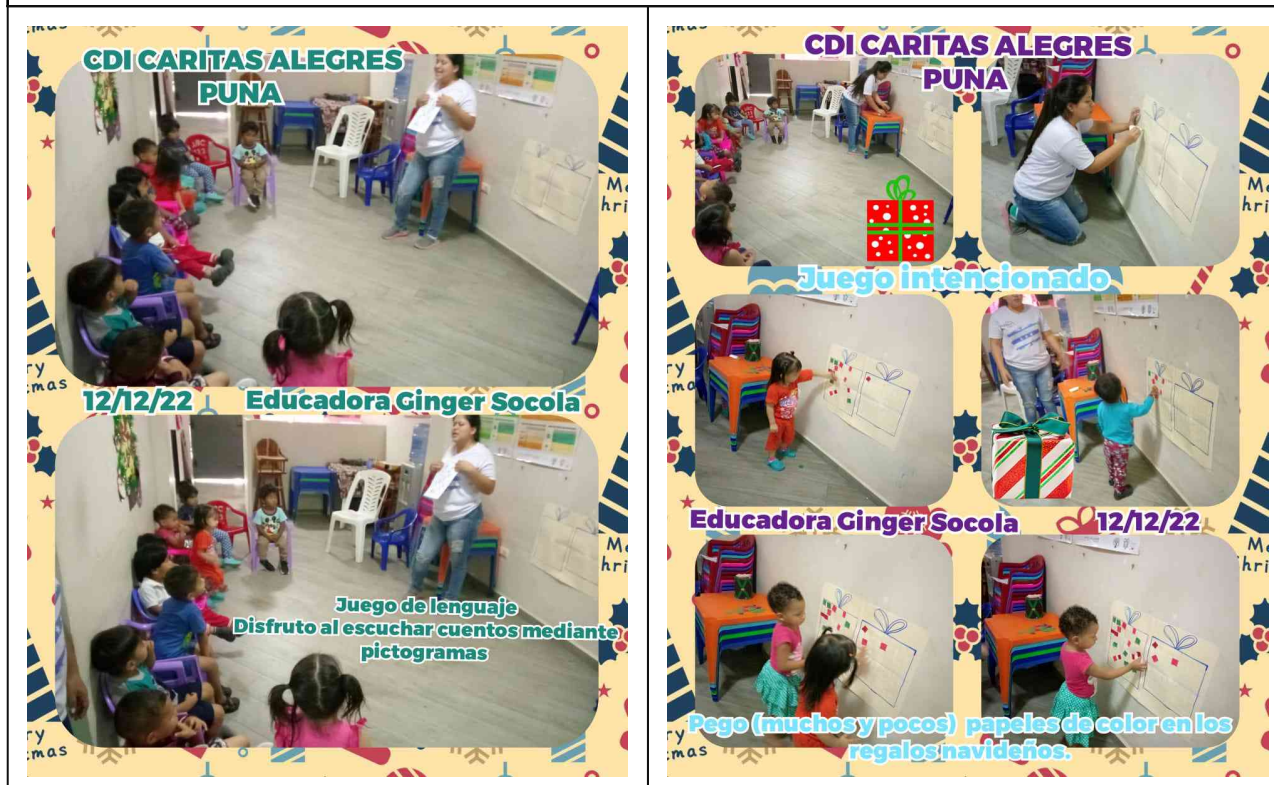 CDI CARITAS ALEGRES
PUNA
12/12/22 Educadora Ginger Socola
Juego de lenguaje
Disfruto al escuchar cuentos mediante
pictogramas
ry
mas
CDI CARITAS ALEGRES
PUNA
Juego intencionado
Educadora Ginger Socola 12/12/22
Pego (muchos y pocos) papeles de color en los
regalos navideños.